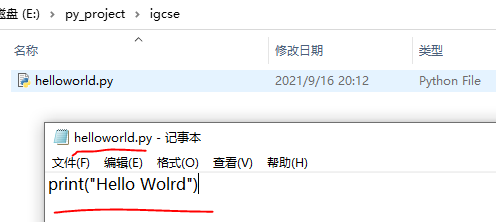 磁盘 (E:) › py_project › igcse
名称 修改日期 类型
helloworld.py 2021/9/16 20:12 Python File
helloworld.py - 记事本
文件(F) 编辑(E) 格式(O) 查看(V) 帮助(H)
print("Hello Wolrd")